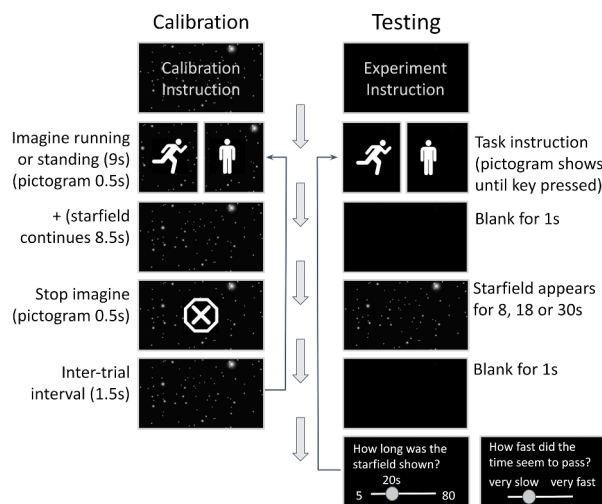 Calibration
Testing
Calibration
Instruction
Experiment
Instruction
Imagine running
or standing (9s)
(pictogram 0.5s)
Task instruction
(pictogram shows
until key pressed)
+ (starfield
continues 8.5s)
Blank for 1s
Stop imagine
(pictogram 0.5s)
Starfield appears
for 8, 18 or 30s
Inter-trial
interval (1.5s)
Blank for 1s
How long was the
starfield shown?
20s
5
80
How fast did the
time seem to pass?
very slow
very fast